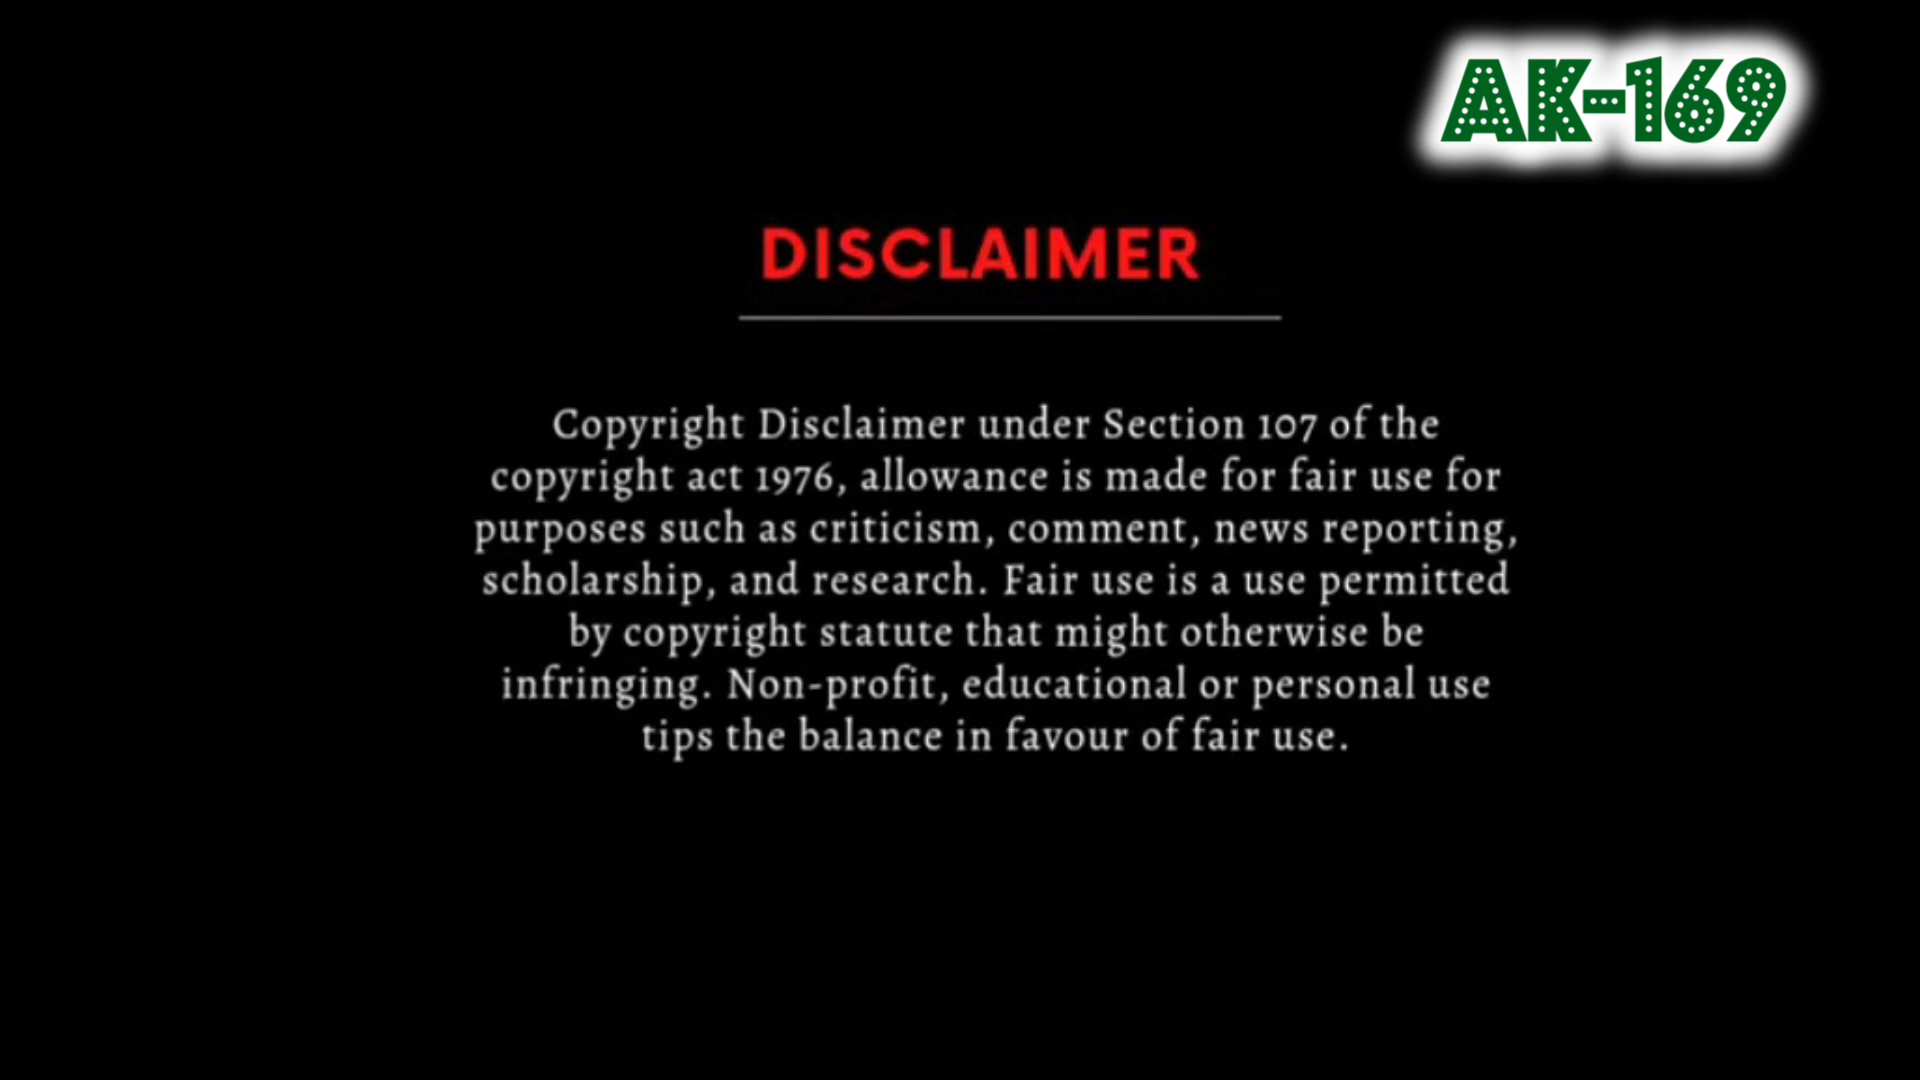 AK-169
DISCLAIMER
Copyright Disclaimer under Section 107 of the
copyright act 1976, allowance is made for fair use for
purposes such as criticism, comment, news reporting,
scholarship, and research. Fair use is a use permitted
by copyright statute that might otherwise be
infringing. Non-profit, educational or personal use
tips the balance in favour of fair use.